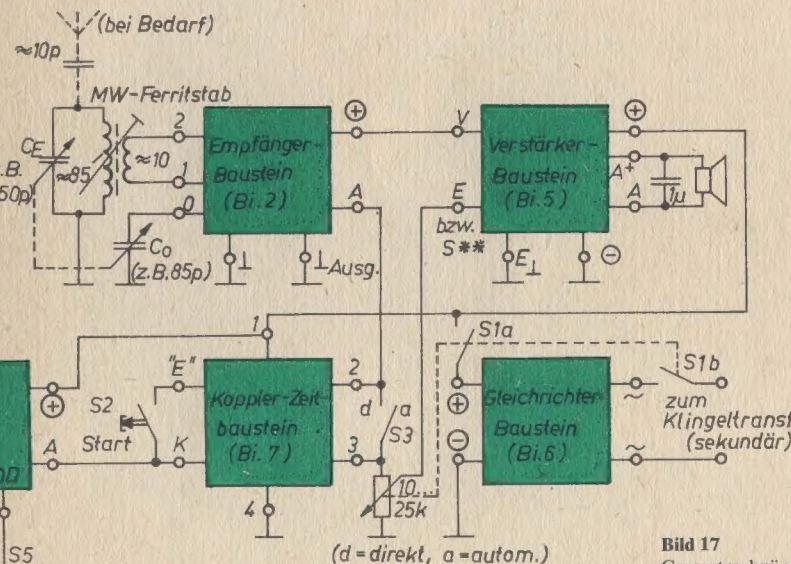 (bei Bedarf)
≈10p
MW-Ferritstab
CE
z.B.
50p)
≈85
≈10
2
1
0
Empfänger-
Baustein
(Bi.2)
⊕
A
⊥
⊥Ausg.
Co
(z.B.85p)
V
E
bzw.
S**
Verstärker-
Baustein
(Bi.5)
⊕
A+
A
1µ
E⊥
⊖
⊕
A
S5
S2
Start
"E"
K
1
Koppler-Zeit-
baustein
(Bi.7)
2
3
4
d
a
S3
10...
25k
S1a
⊕
⊖
Gleichrichter
Baustein
(Bi.6)
~
~
S1b
zum
Klingeltransf
(sekundär)
(d=direkt, a=autom.)
Bild 17